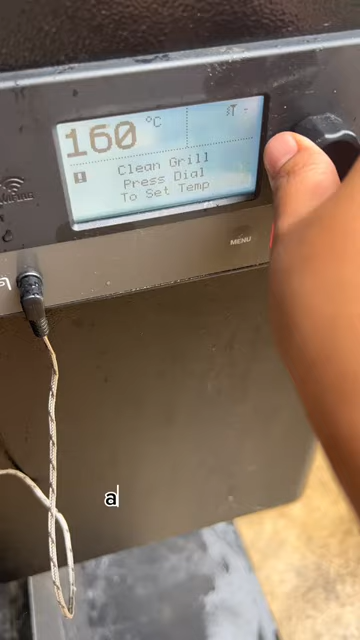 160 °C
Clean Grill
Press Dial
To Set Temp
MENU
a